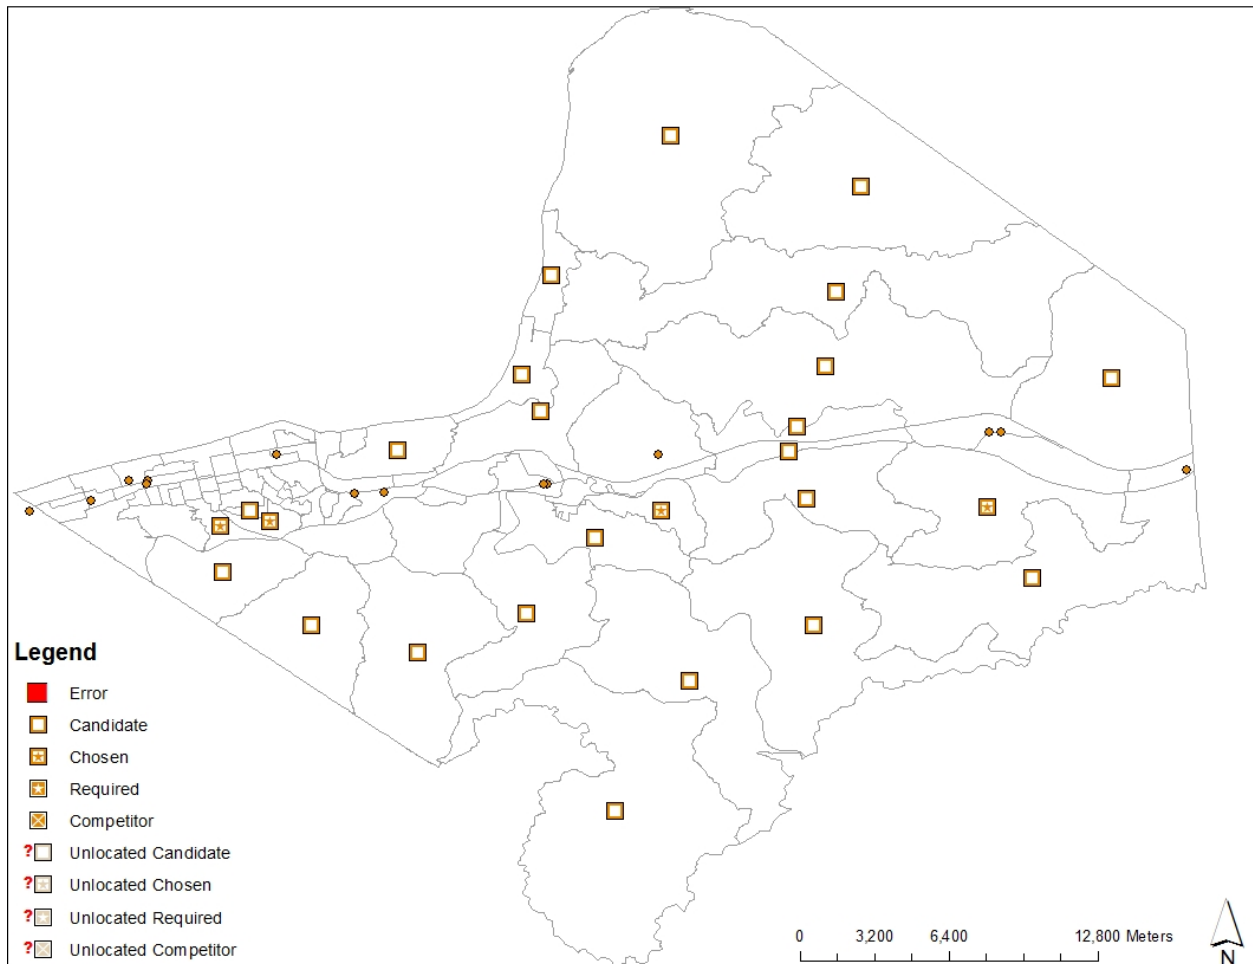 Legend
Error
Candidate
Chosen
Required
Competitor
? Unlocated Candidate
? Unlocated Chosen
? Unlocated Required
? Unlocated Competitor
0 3,200 6,400 12,800 Meters
N